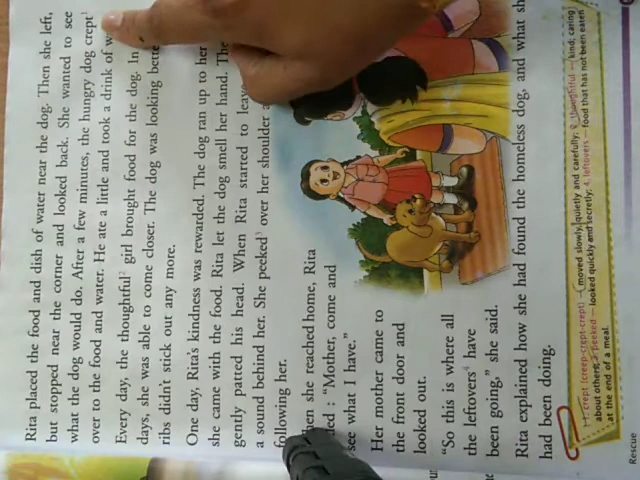 Rita placed the food and dish of water near the dog. Then she left,
but stopped near the corner and looked back. She wanted to see
what the dog would do. After a few minutes, the hungry dog crept¹
over to the food and water. He ate a little and took a drink of
Every day, the thoughtful² girl brought food for the dog. In
days, she was able to come closer. The dog was looking
ribs didn't stick out any more.
One day, Rita's kindness was rewarded. The dog ran up to her
she came with the food. Rita let the dog smell her hand. The
gently patted his head. When Rita started to leave
a sound behind her. She peeked³ over her shoulder
following her.
she reached home, Rita
: "Mother, come and
see what I have."
Her mother came to
the front door and
looked out.
"So this is where all
the leftovers⁴ have
been going," she said.
Rita explained how she had found the homeless dog, and what
had been doing.
1. crept (creep-crept-crept) – moved slowly, quietly and carefully; 2. thoughtful – kind; caring
about others; 3. peeked – looked quickly and secretly; 4. leftovers – food that has not been eaten
at the end of a meal.
Rescue